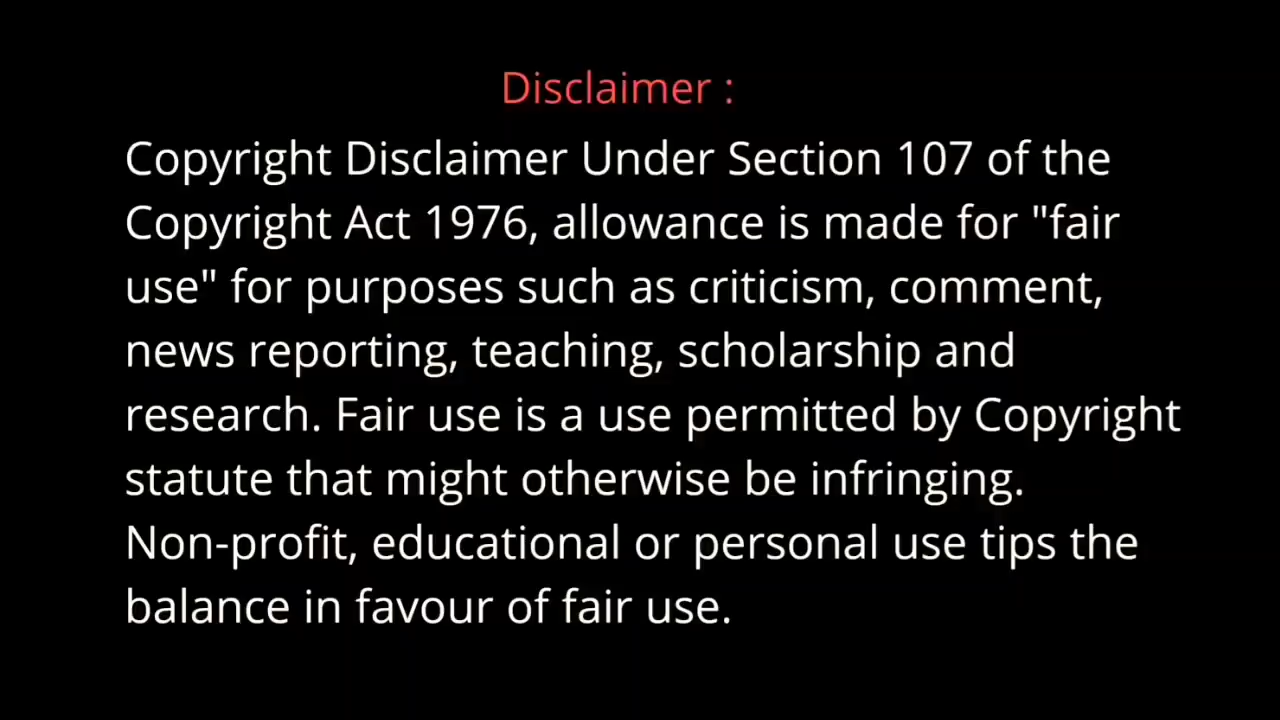 Disclaimer :
Copyright Disclaimer Under Section 107 of the
Copyright Act 1976, allowance is made for "fair
use" for purposes such as criticism, comment,
news reporting, teaching, scholarship and
research. Fair use is a use permitted by Copyright
statute that might otherwise be infringing.
Non-profit, educational or personal use tips the
balance in favour of fair use.